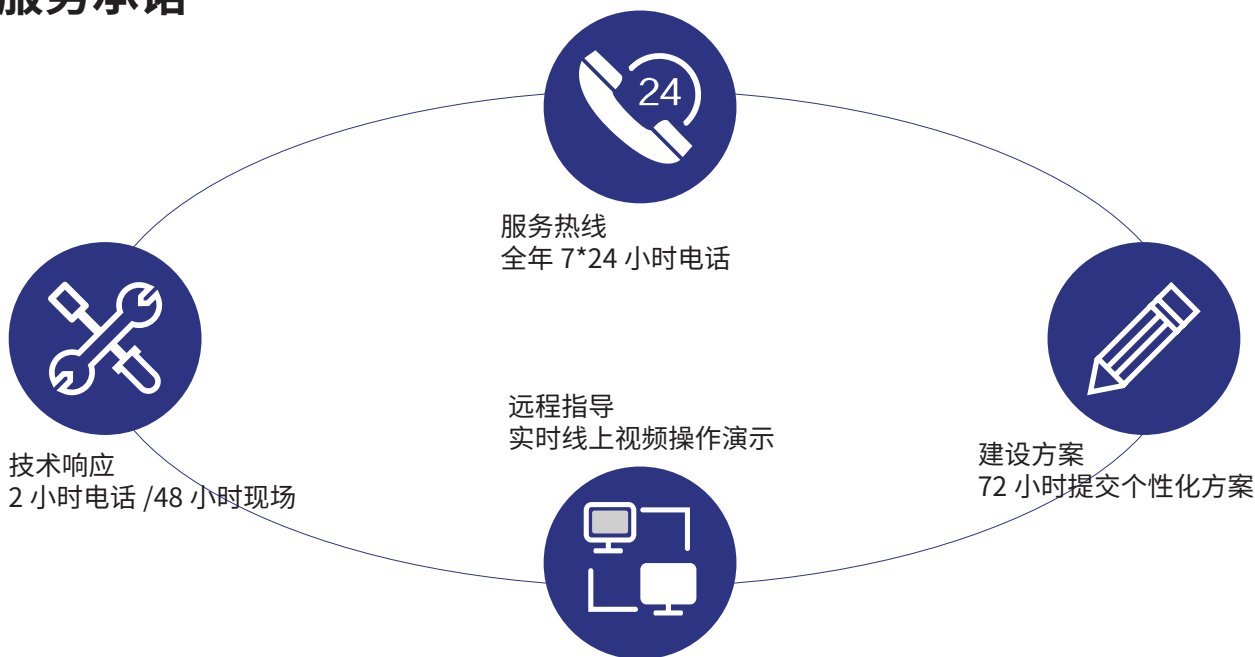 服务承诺
24
服务热线
全年 7*24 小时电话
远程指导
实时线上视频操作演示
技术响应
2 小时电话 /48 小时现场
建设方案
72 小时提交个性化方案